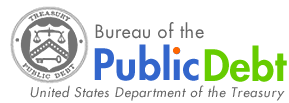 TREASURY
PUBLIC DEBT
Bureau of the
PublicDebt
United States Department of the Treasury